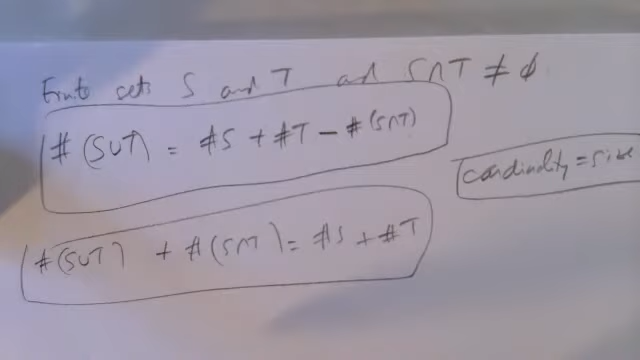 Finite sets S and T and S∩T ≠ ϕ
#(S∪T) = #S + #T − #(S∩T)
cardinality = size
#(S∪T) + #(S∩T) = #S + #T